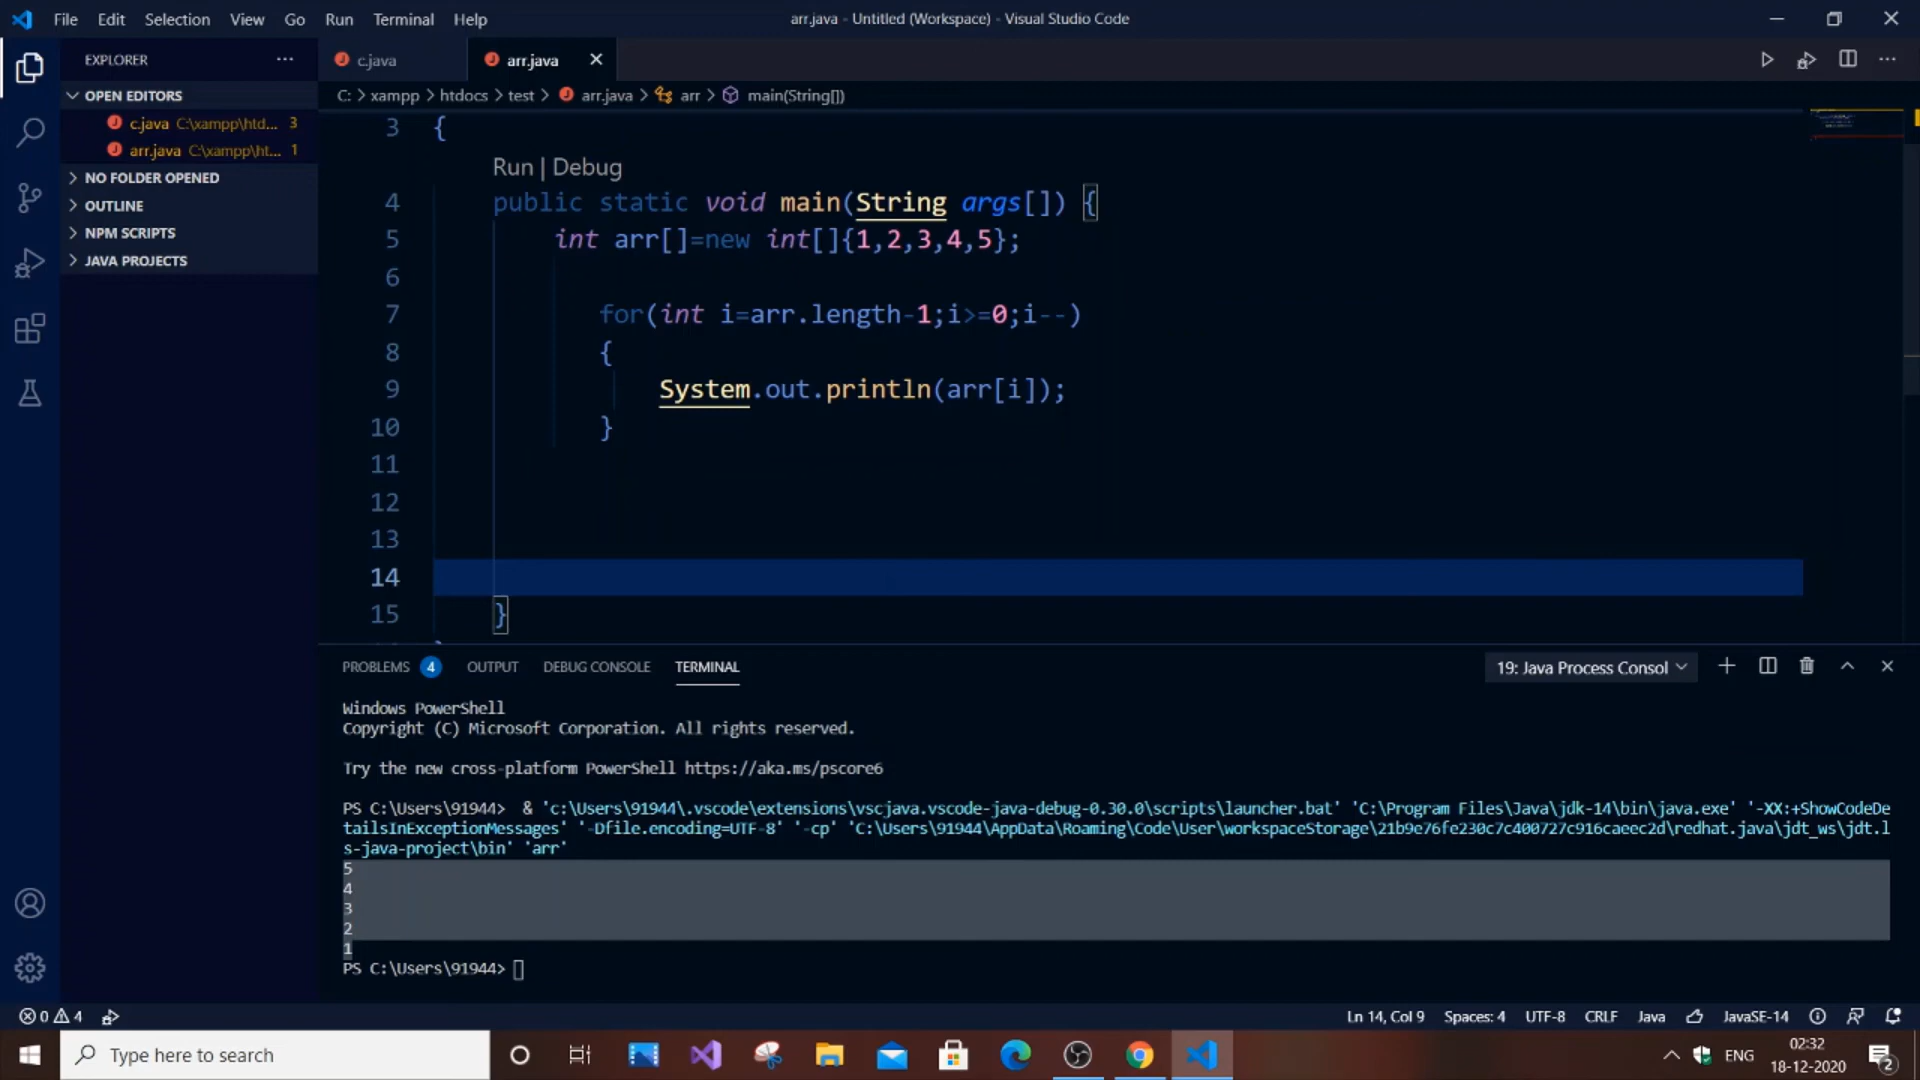 File Edit Selection View Go Run Terminal Help
arr.java - Untitled (Workspace) - Visual Studio Code
EXPLORER
c.java
arr.java
OPEN EDITORS
c.java C:\xampp\htd... 3
arr.java C:\xampp\ht... 1
NO FOLDER OPENED
OUTLINE
NPM SCRIPTS
JAVA PROJECTS
C: > xampp > htdocs > test > arr.java > arr > main(String[])
3 {
Run | Debug
4 public static void main(String args[]) {
5 int arr[]=new int[]{1,2,3,4,5};
6
7 for(int i=arr.length-1;i>=0;i--)
8 {
9 System.out.println(arr[i]);
10 }
11
12
13
14
15 }
PROBLEMS 4 OUTPUT DEBUG CONSOLE TERMINAL
19: Java Process Consol
Windows PowerShell
Copyright (C) Microsoft Corporation. All rights reserved.
Try the new cross-platform PowerShell https://aka.ms/pscore6
PS C:\Users\91944> & 'c:\Users\91944\.vscode\extensions\vscjava.vscode-java-debug-0.30.0\scripts\launcher.bat' 'C:\Program Files\Java\jdk-14\bin\java.exe' '-XX:+ShowCodeDe
tailsInExceptionMessages' '-Dfile.encoding=UTF-8' '-cp' 'C:\Users\91944\AppData\Roaming\Code\User\workspaceStorage\21b9e76fe230c7c400727c916caeec2d\redhat.java\jdt_ws\jdt.l
s-java-project\bin' 'arr'
5
4
3
2
1
PS C:\Users\91944>
0 4
Ln 14, Col 9 Spaces: 4 UTF-8 CRLF Java JavaSE-14
Type here to search
ENG
02:32
18-12-2020
2